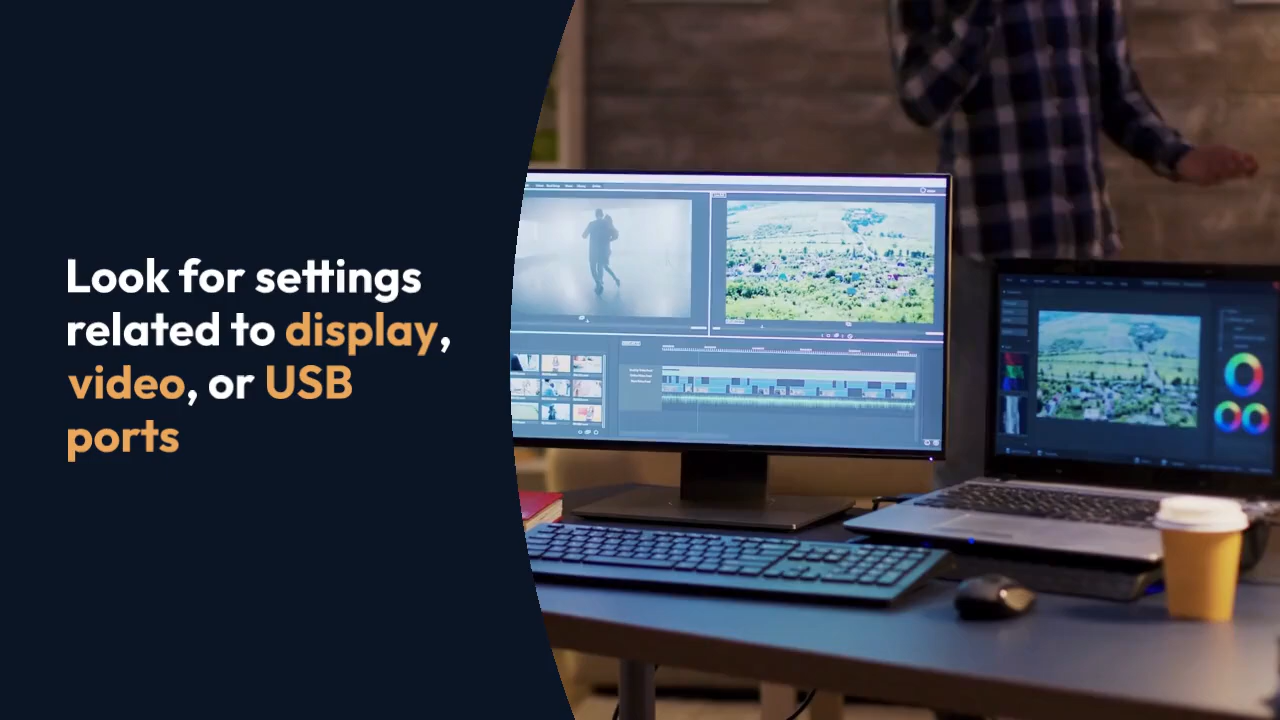 Look for settings
related to display,
video, or USB
ports